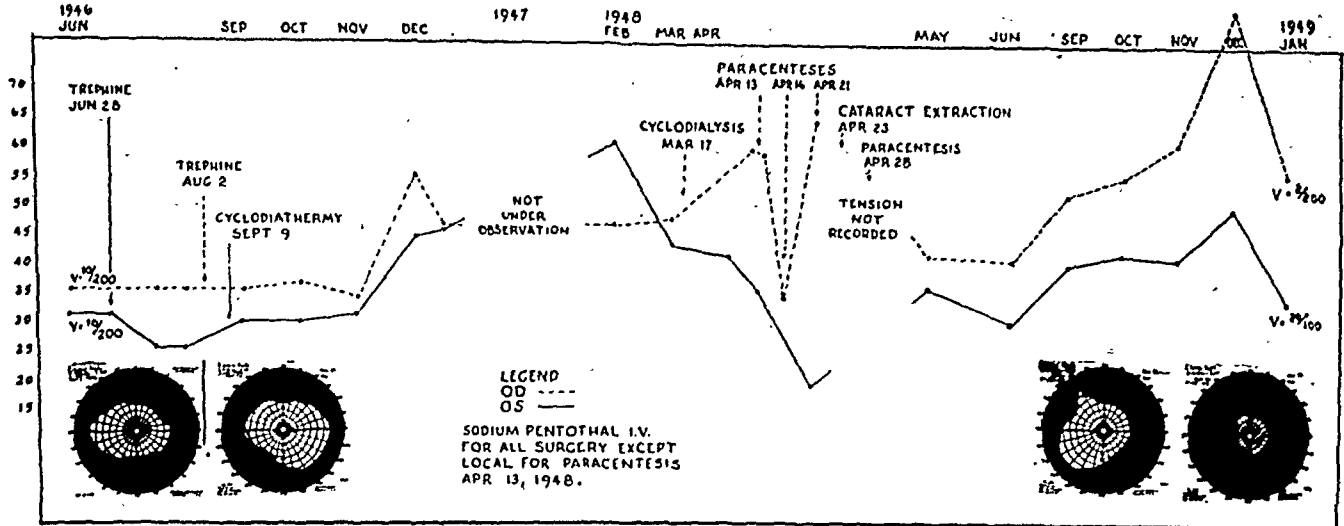 1946
JUN
SEP
OCT
NOV
DEC
1947
1948
FEB
MAR APR
MAY
JUN
SEP
OCT
NOV
DEC
1949
JAN
70
65
60
55
50
45
40
35
30
25
20
15
TREPHINE
JUN 28
TREPHINE
AUG 2
CYCLODIATHERMY
SEPT 9
V=10/200
V=10/200
NOT
UNDER
OBSERVATION
CYCLODIALYSIS
MAR 17
PARACENTESES
APR 13 APR 16 APR 21
CATARACT EXTRACTION
APR 23
PARACENTESIS
APR 28
TENSION
NOT
RECORDED
LEGEND
OD
OS
SODIUM PENTOTHAL I.V.
FOR ALL SURGERY EXCEPT
LOCAL FOR PARACENTESIS
APR 13, 1948.